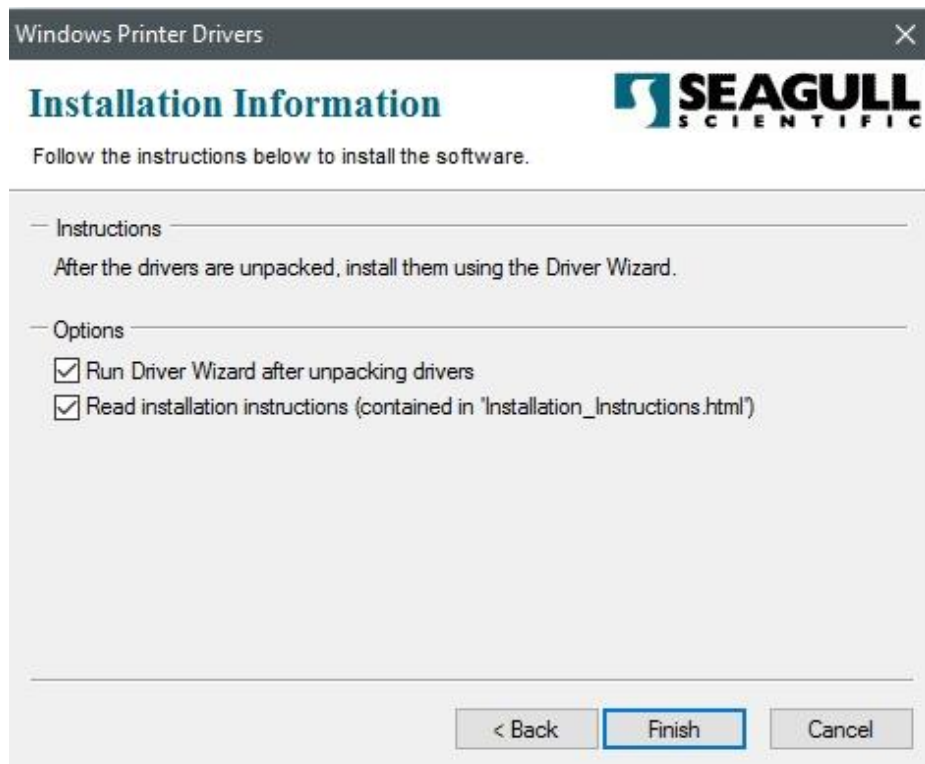 Windows Printer Drivers
Installation Information
SEAGULL
SCIENTIFIC
Follow the instructions below to install the software.
Instructions
After the drivers are unpacked, install them using the Driver Wizard.
Options
Run Driver Wizard after unpacking drivers
Read installation instructions (contained in 'Installation_Instructions.html')
< Back Finish Cancel